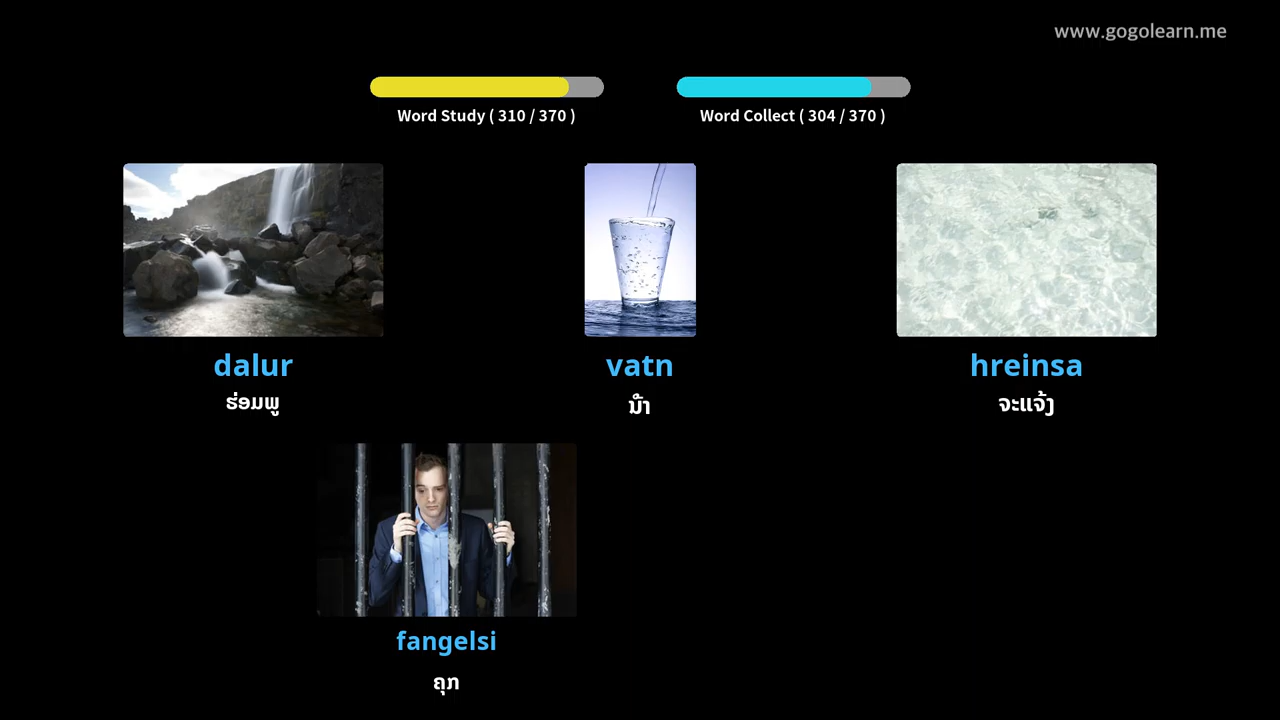 www.gogolearn.me
Word Study ( 310 / 370 )
Word Collect ( 304 / 370 )
dalur
vatn
hreinsa
ຮ່ອມພູ
ນ້ຳ
ຈະແຈ້ງ
fangelsi
ຄຸກ